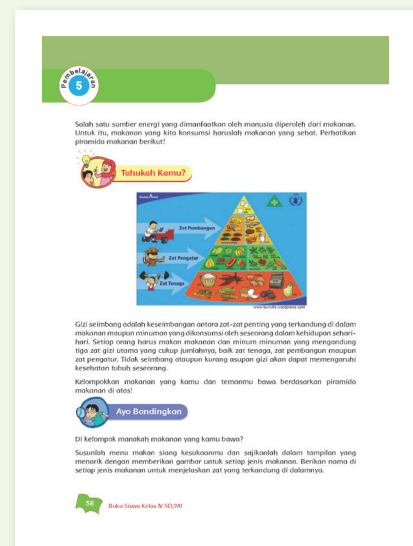 Pembelajaran
5
Salah satu sumber energi yang dimanfaatkan oleh manusia diperoleh dari makanan.
Untuk itu, makanan yang kita konsumsi haruslah makanan yang sehat. Perhatikan
piramida makanan berikut!
Tahukah Kamu?
Zat Pembangun
Zat Pengatur
Zat Tenaga
Gizi seimbang adalah keseimbangan antara zat-zat penting yang terkandung di dalam
makanan maupun minuman yang dikonsumsi oleh seseorang dalam kehidupan sehari-
hari. Setiap orang harus makan makanan dan minum minuman yang mengandung
tiga zat gizi utama yang cukup jumlahnya, baik zat tenaga, zat pembangun maupun
zat pengatur. Tidak seimbang ataupun kurang asupan gizi akan dapat memengaruhi
kesehatan tubuh seseorang.
Kelompokkan makanan yang kamu dan temanmu bawa berdasarkan piramida
makanan di atas!
Ayo Bandingkan
Di kelompok manakah makanan yang kamu bawa?
Susunlah menu makan siang kesukaanmu dan sajikanlah dalam tampilan yang
menarik dengan memberikan gambar untuk setiap jenis makanan. Berikan nama di
setiap jenis makanan untuk menjelaskan zat yang terkandung di dalamnya.
58
Buku Siswa Kelas IV SD/MI